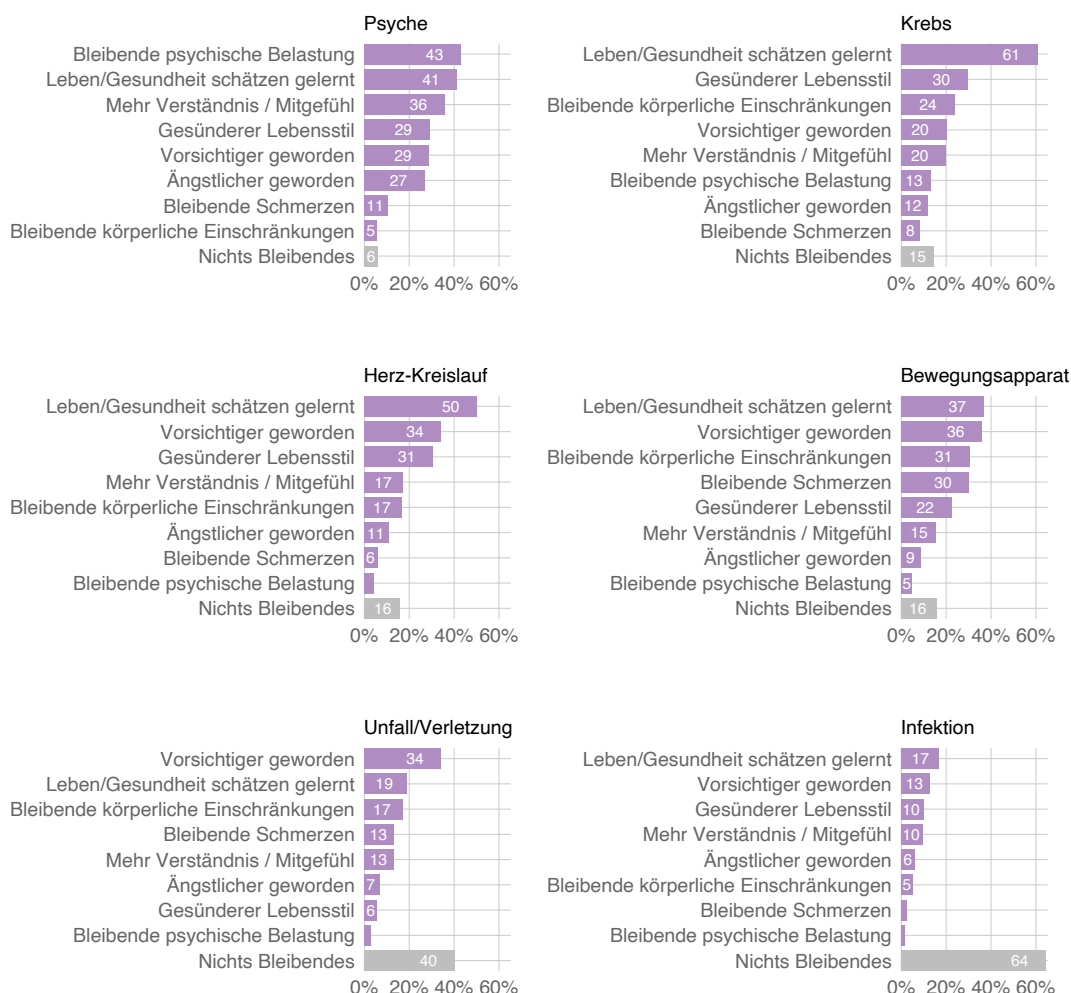 Psyche
Bleibende psychische Belastung 43
Leben/Gesundheit schätzen gelernt 41
Mehr Verständnis / Mitgefühl 36
Gesünderer Lebensstil 29
Vorsichtiger geworden 29
Ängstlicher geworden 27
Bleibende Schmerzen 11
Bleibende körperliche Einschränkungen 5
Nichts Bleibendes 6
0% 20% 40% 60%
Krebs
Leben/Gesundheit schätzen gelernt 61
Gesünderer Lebensstil 30
Bleibende körperliche Einschränkungen 24
Vorsichtiger geworden 20
Mehr Verständnis / Mitgefühl 20
Bleibende psychische Belastung 13
Ängstlicher geworden 12
Bleibende Schmerzen 8
Nichts Bleibendes 15
0% 20% 40% 60%
Herz-Kreislauf
Leben/Gesundheit schätzen gelernt 50
Vorsichtiger geworden 34
Gesünderer Lebensstil 31
Mehr Verständnis / Mitgefühl 17
Bleibende körperliche Einschränkungen 17
Ängstlicher geworden 11
Bleibende Schmerzen 6
Bleibende psychische Belastung
Nichts Bleibendes 16
0% 20% 40% 60%
Bewegungsapparat
Leben/Gesundheit schätzen gelernt 37
Vorsichtiger geworden 36
Bleibende körperliche Einschränkungen 31
Bleibende Schmerzen 30
Gesünderer Lebensstil 22
Mehr Verständnis / Mitgefühl 15
Ängstlicher geworden 9
Bleibende psychische Belastung 5
Nichts Bleibendes 16
0% 20% 40% 60%
Unfall/Verletzung
Vorsichtiger geworden 34
Leben/Gesundheit schätzen gelernt 19
Bleibende körperliche Einschränkungen 17
Bleibende Schmerzen 13
Mehr Verständnis / Mitgefühl 13
Ängstlicher geworden 7
Gesünderer Lebensstil 6
Bleibende psychische Belastung
Nichts Bleibendes 40
0% 20% 40% 60%
Infektion
Leben/Gesundheit schätzen gelernt 17
Vorsichtiger geworden 13
Gesünderer Lebensstil 10
Mehr Verständnis / Mitgefühl 10
Ängstlicher geworden 6
Bleibende körperliche Einschränkungen 5
Bleibende Schmerzen
Bleibende psychische Belastung
Nichts Bleibendes 64
0% 20% 40% 60%